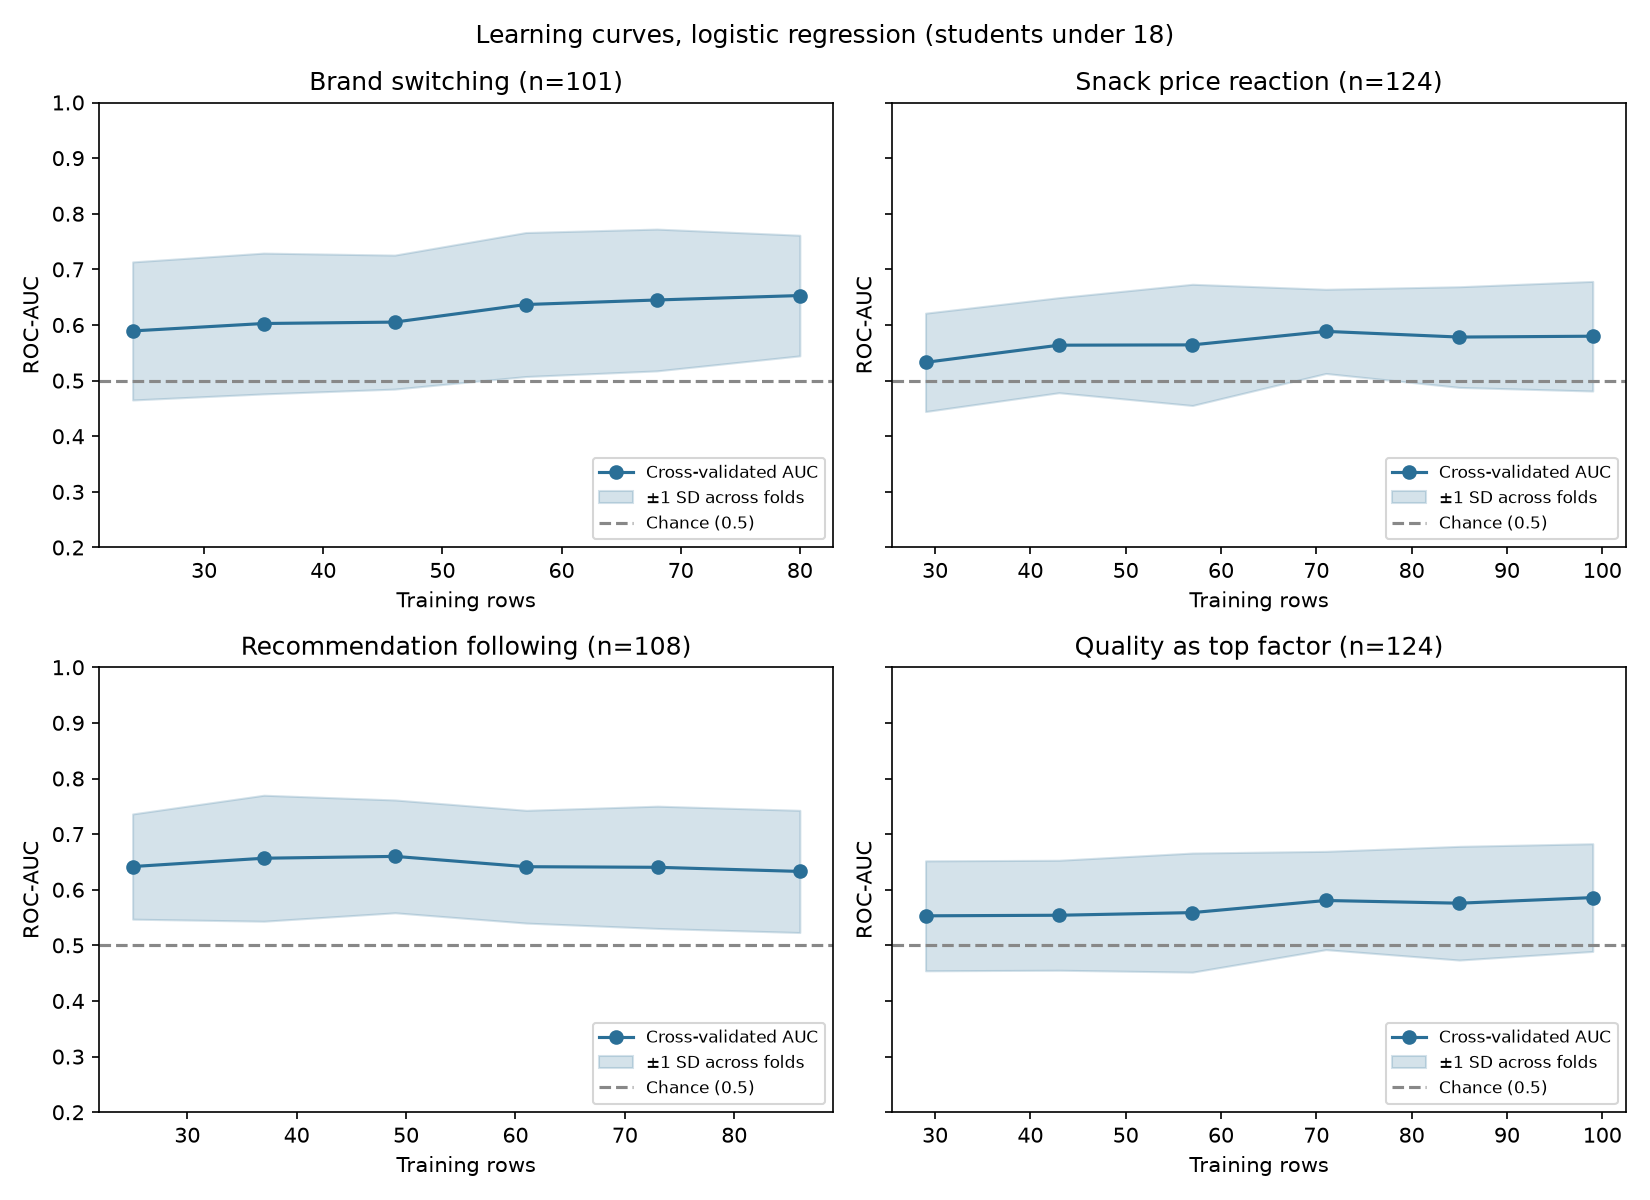 Learning curves, logistic regression (students under 18)
Brand switching (n=101)
1.0
0.9
0.8
0.7
0.6
0.5
0.4
0.3
0.2
ROC-AUC
Cross-validated AUC
±1 SD across folds
Chance (0.5)
30 40 50 60 70 80
Training rows
Snack price reaction (n=124)
ROC-AUC
Cross-validated AUC
±1 SD across folds
Chance (0.5)
30 40 50 60 70 80 90 100
Training rows
Recommendation following (n=108)
1.0
0.9
0.8
0.7
0.6
0.5
0.4
0.3
0.2
ROC-AUC
Cross-validated AUC
±1 SD across folds
Chance (0.5)
30 40 50 60 70 80
Training rows
Quality as top factor (n=124)
ROC-AUC
Cross-validated AUC
±1 SD across folds
Chance (0.5)
30 40 50 60 70 80 90 100
Training rows